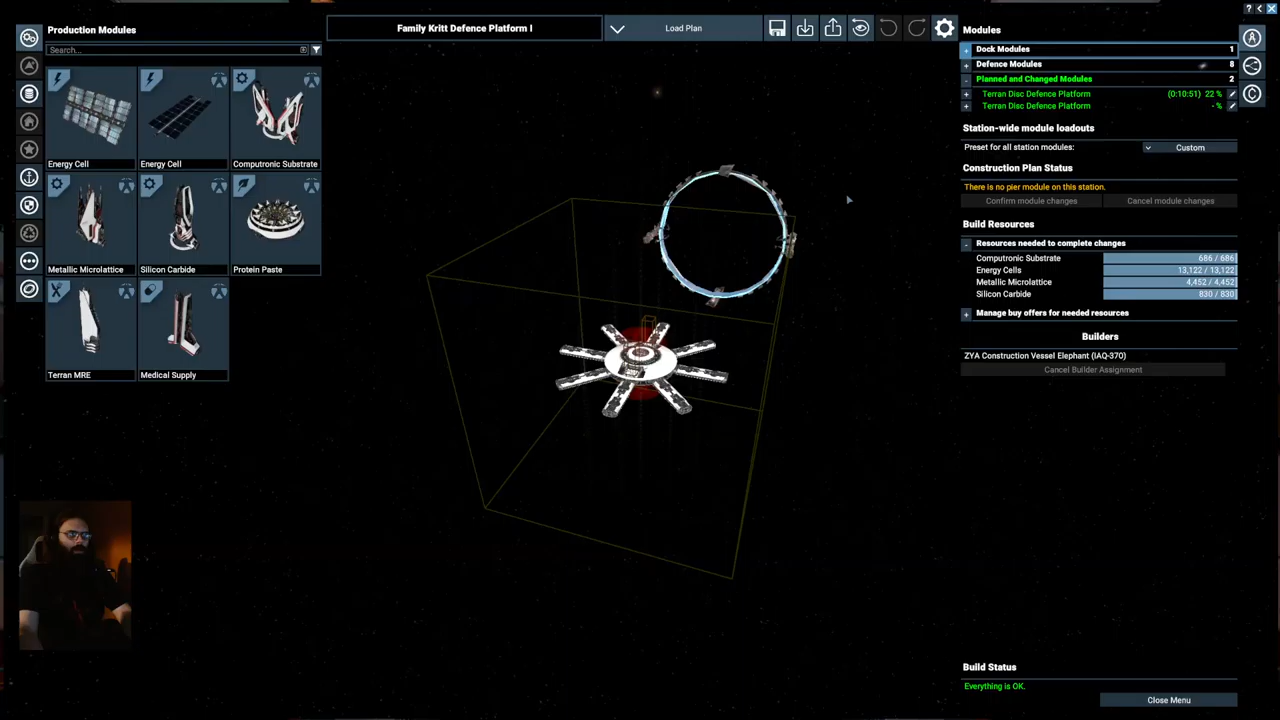 Production Modules
Search...
Energy Cell
Energy Cell
Computronic Substrate
Metallic Microlattice
Silicon Carbide
Protein Paste
Terran MRE
Medical Supply
Family Kritt Defence Platform I
Load Plan
Modules
Dock Modules 1
Defence Modules 8
Planned and Changed Modules 2
Terran Disc Defence Platform (0:10:51) 22 %
Terran Disc Defence Platform - %
Station-wide module loadouts
Preset for all station modules: Custom
Construction Plan Status
There is no pier module on this station.
Confirm module changes Cancel module changes
Build Resources
Resources needed to complete changes
Computronic Substrate 686 / 686
Energy Cells 13,122 / 13,122
Metallic Microlattice 4,452 / 4,452
Silicon Carbide 830 / 830
Manage buy offers for needed resources
Builders
ZYA Construction Vessel Elephant (IAQ-370)
Cancel Builder Assignment
Build Status
Everything is OK.
Close Menu